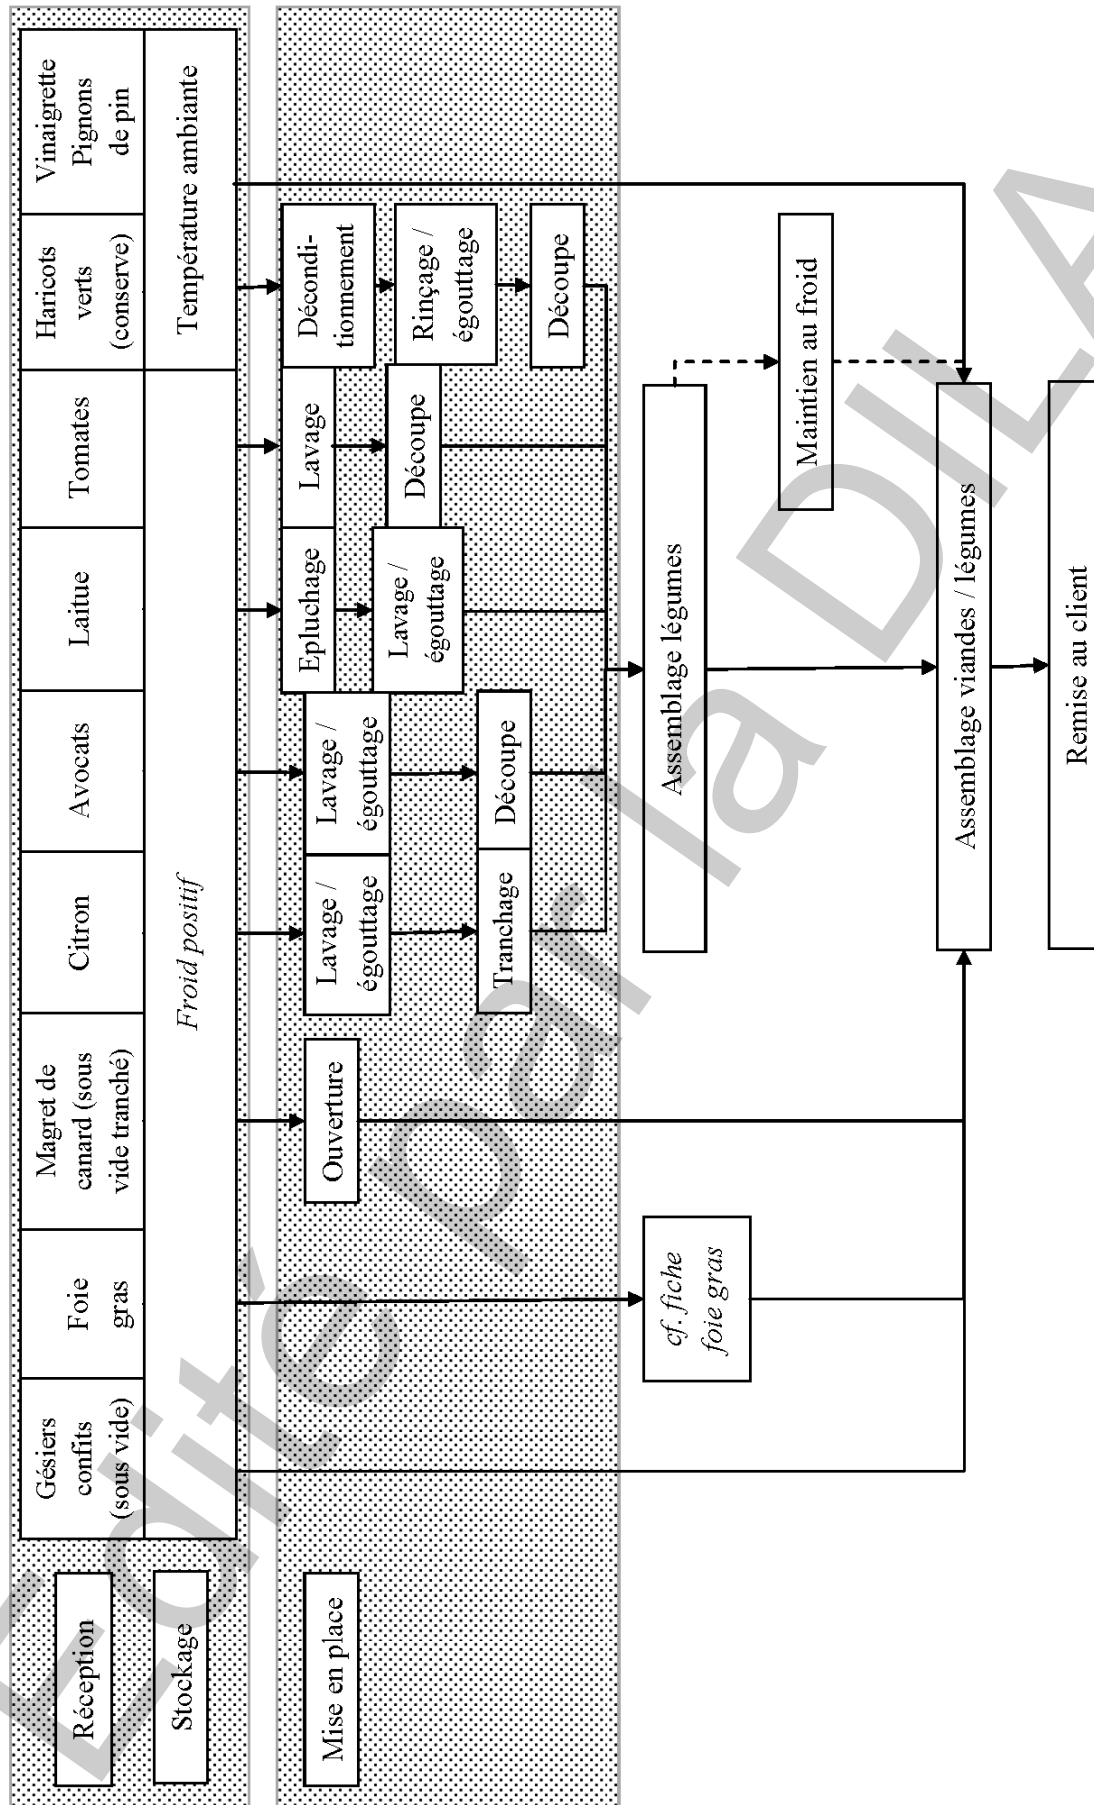 Réception
Gésiers
confits
(sous vide)
Foie
gras
Magret de
canard (sous
vide tranché)
Citron
Avocats
Laitue
Tomates
Haricots
verts
(conserve)
Vinaigrette
Pignons
de pin
Stockage
Froid positif
Température ambiante
Mise en place
Ouverture
Lavage /
égouttage
Tranchage
Lavage /
égouttage
Découpe
Epluchage
Lavage /
égouttage
Lavage
Découpe
Décondi-
tionnement
Rinçage /
égouttage
Découpe
cf. fiche
foie gras
Assemblage légumes
Maintien au froid
Assemblage viandes / légumes
Remise au client
Edité par la DILA